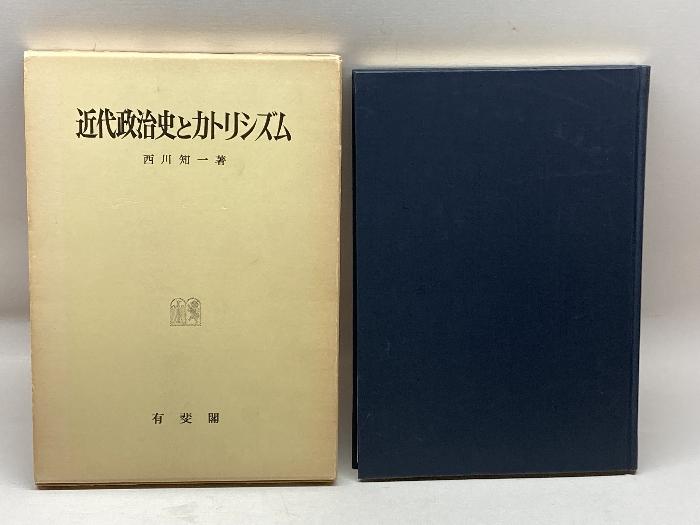 近代政治史とカトリシズム
西川知一著
有斐閣